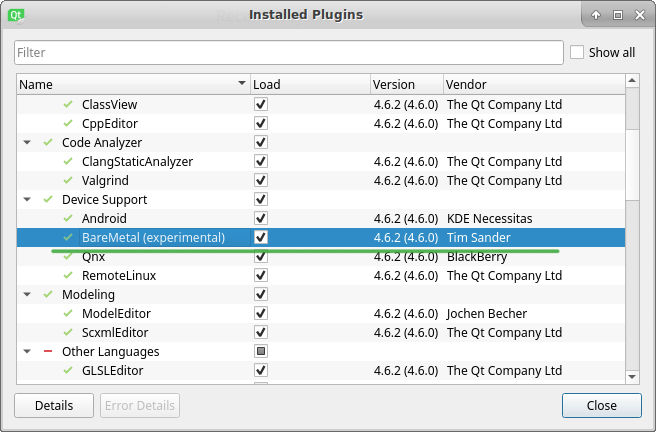 Qt
Installed Plugins
Filter
Show all
Name Load Version Vendor
ClassView 4.6.2 (4.6.0) The Qt Company Ltd
CppEditor 4.6.2 (4.6.0) The Qt Company Ltd
Code Analyzer
ClangStaticAnalyzer 4.6.2 (4.6.0) The Qt Company Ltd
Valgrind 4.6.2 (4.6.0) The Qt Company Ltd
Device Support
Android 4.6.2 (4.6.0) KDE Necessitas
BareMetal (experimental) 4.6.2 (4.6.0) Tim Sander
Qnx 4.6.2 (4.6.0) BlackBerry
RemoteLinux 4.6.2 (4.6.0) The Qt Company Ltd
Modeling
ModelEditor 4.6.2 (4.6.0) Jochen Becher
ScxmlEditor 4.6.2 (4.6.0) The Qt Company Ltd
Other Languages
GLSLEditor 4.6.2 (4.6.0) The Qt Company Ltd
Details Error Details Close